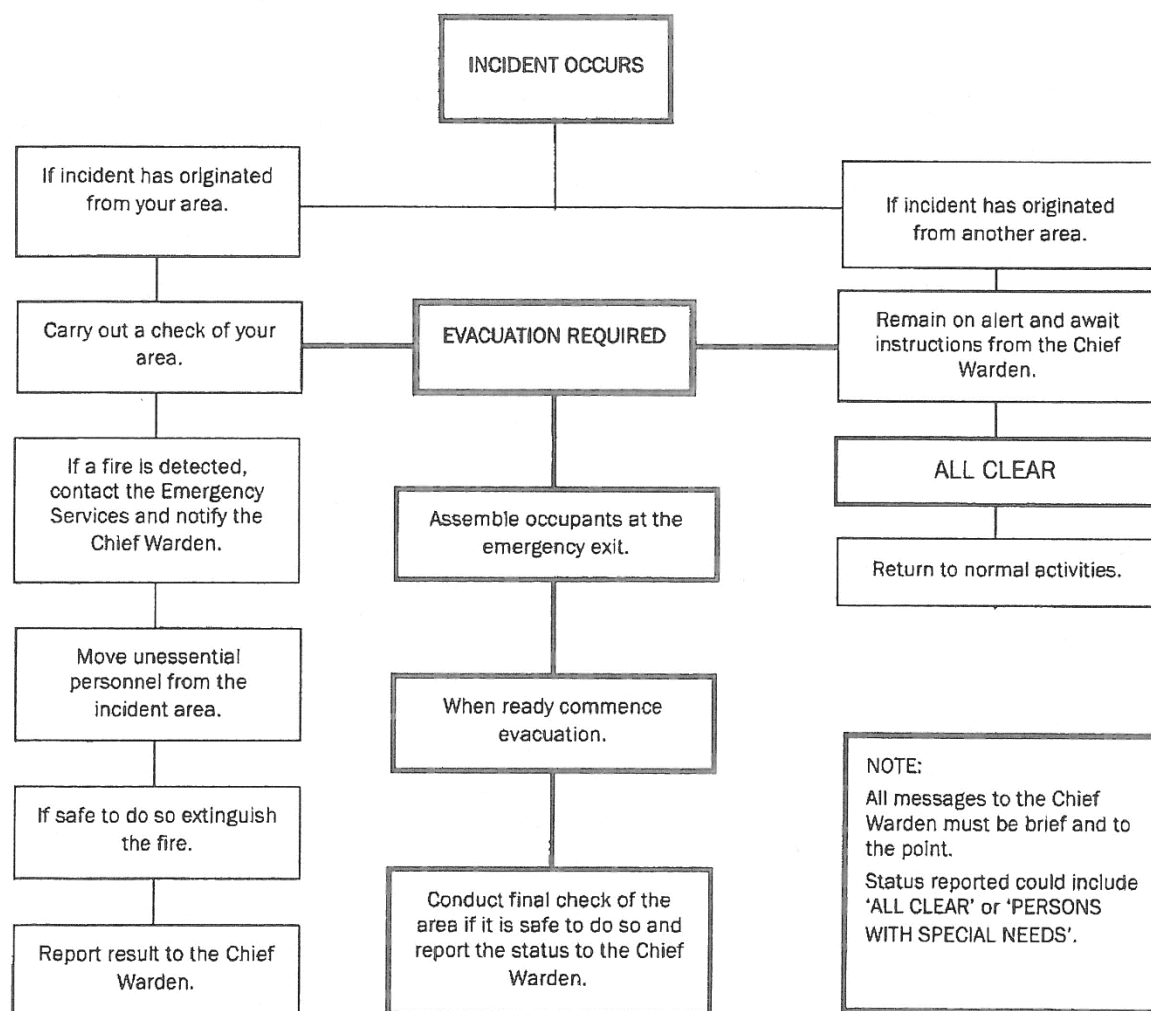 INCIDENT OCCURS
If incident has originated
from your area.
If incident has originated
from another area.
Carry out a check of your
area.
EVACUATION REQUIRED
Remain on alert and await
instructions from the Chief
Warden.
If a fire is detected,
contact the Emergency
Services and notify the
Chief Warden.
Assemble occupants at the
emergency exit.
ALL CLEAR
Return to normal activities.
Move unessential
personnel from the
incident area.
When ready commence
evacuation.
If safe to do so extinguish
the fire.
Report result to the Chief
Warden.
Conduct final check of the
area if it is safe to do so and
report the status to the Chief
Warden.
NOTE:
All messages to the Chief
Warden must be brief and to
the point.
Status reported could include
‘ALL CLEAR’ or ‘PERSONS
WITH SPECIAL NEEDS’.